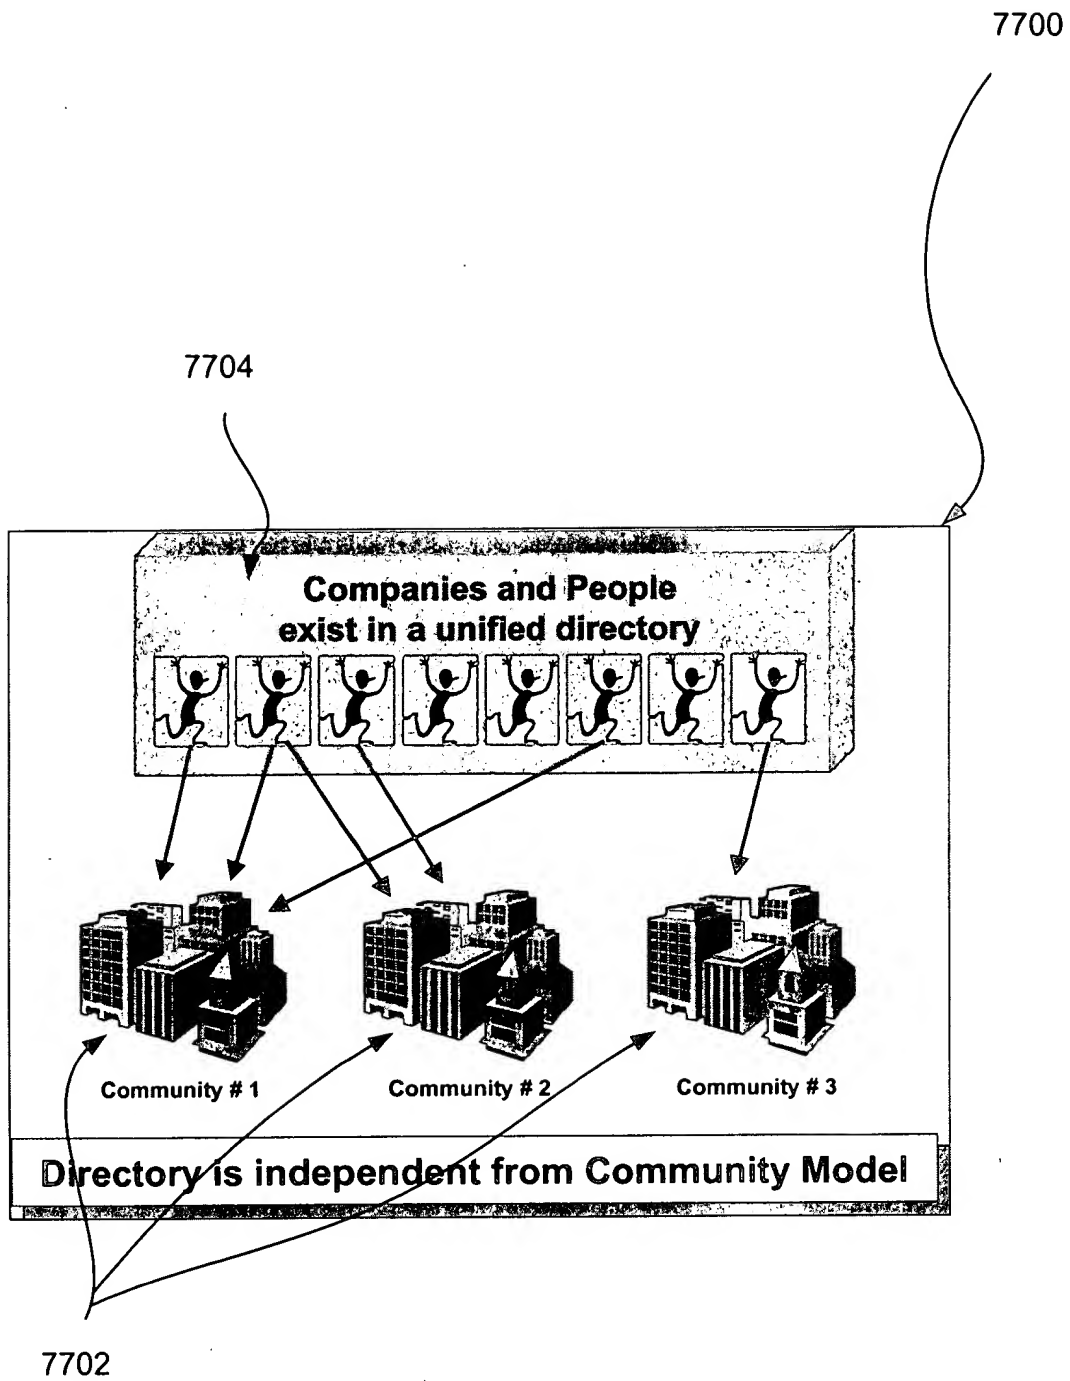 7700
7704
Companies and People
exist in a unified directory
Community # 1
Community # 2
Community # 3
Directory is independent from Community Model
7702